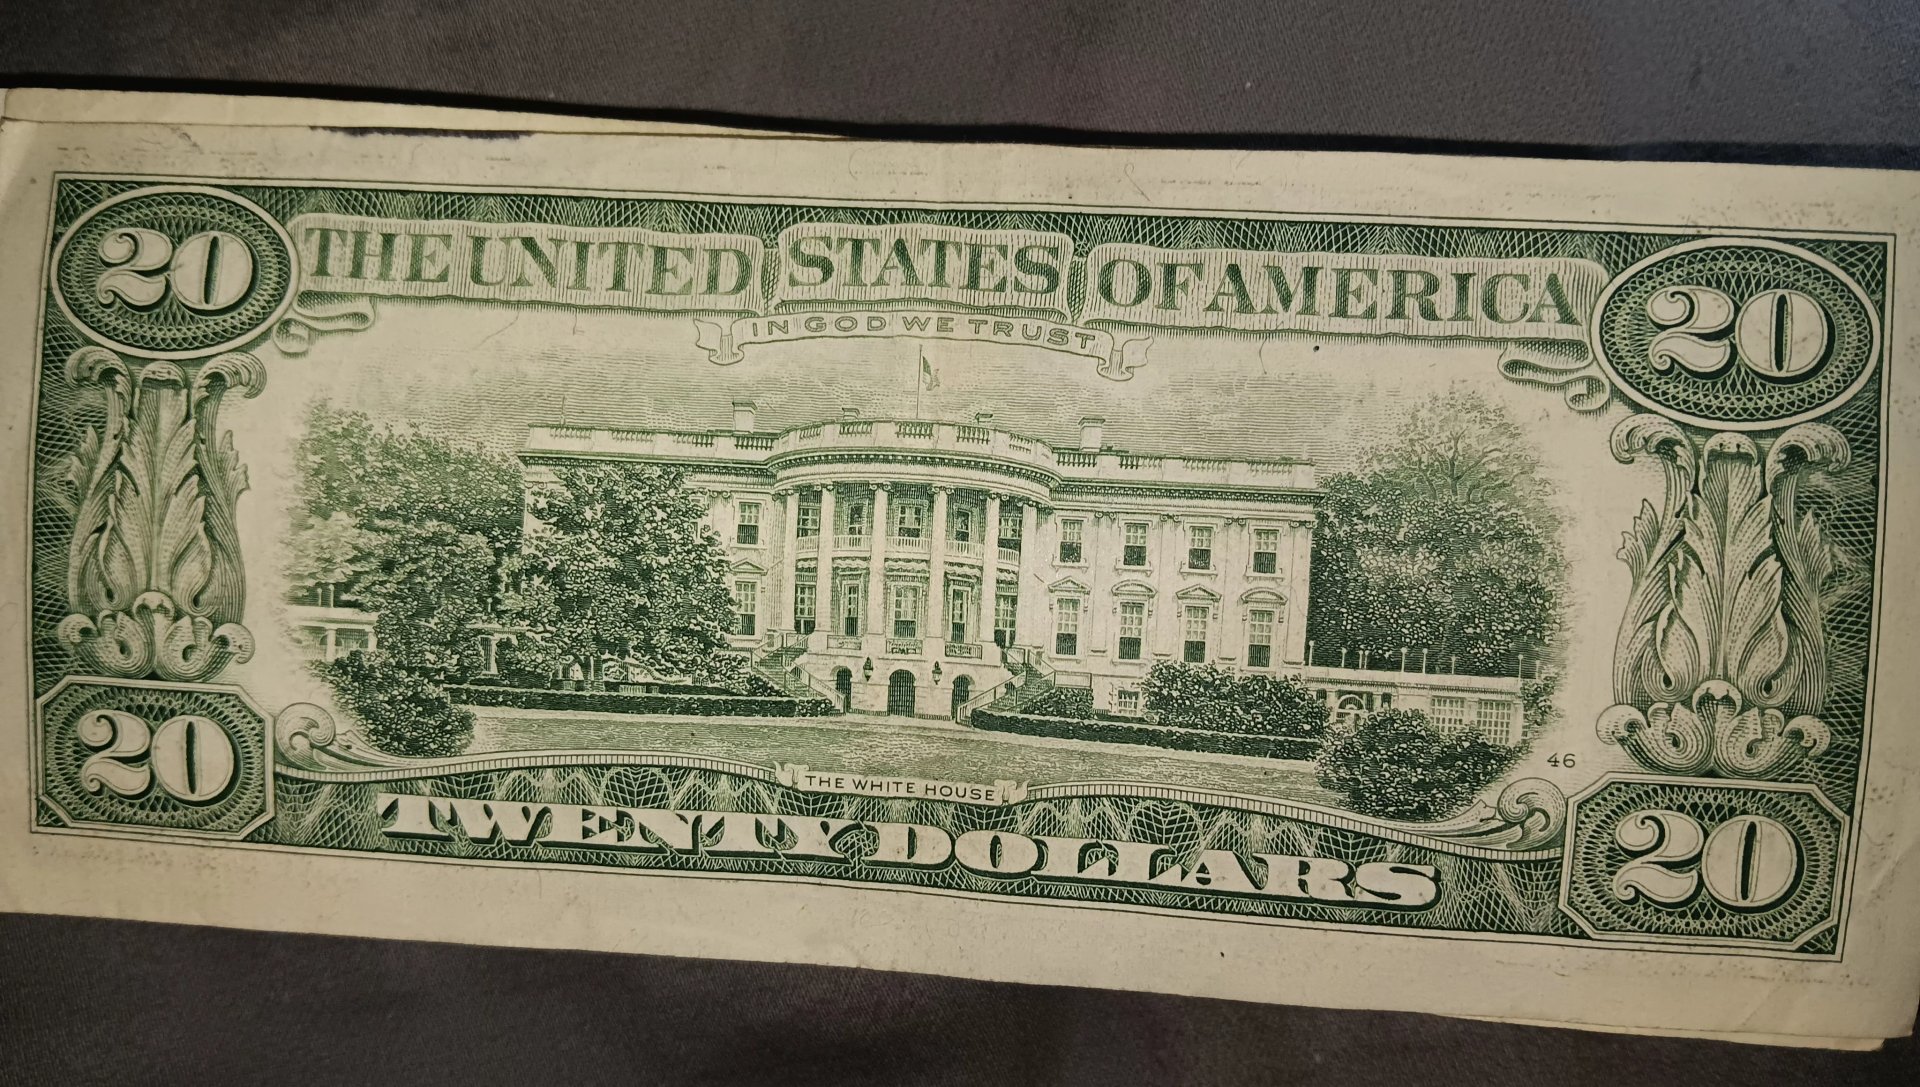 20 THE UNITED STATES OF AMERICA 20
IN GOD WE TRUST
46
THE WHITE HOUSE
20 TWENTY DOLLARS 20